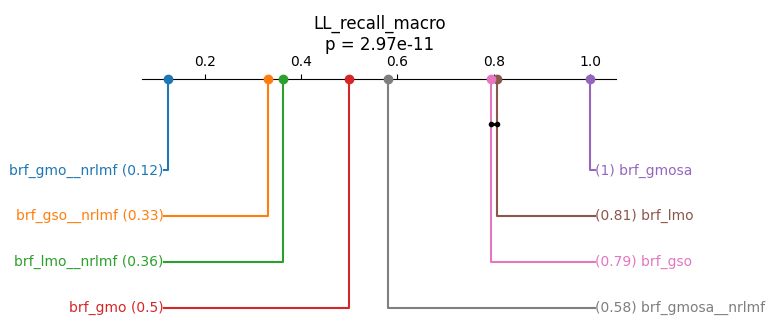 LL_recall_macro
p = 2.97e-11
0.2 0.4 0.6 0.8 1.0
brf_gmo__nrlmf (0.12) (1) brf_gmosa
brf_gso__nrlmf (0.33) (0.81) brf_lmo
brf_lmo__nrlmf (0.36) (0.79) brf_gso
brf_gmo (0.5) (0.58) brf_gmosa__nrlmf